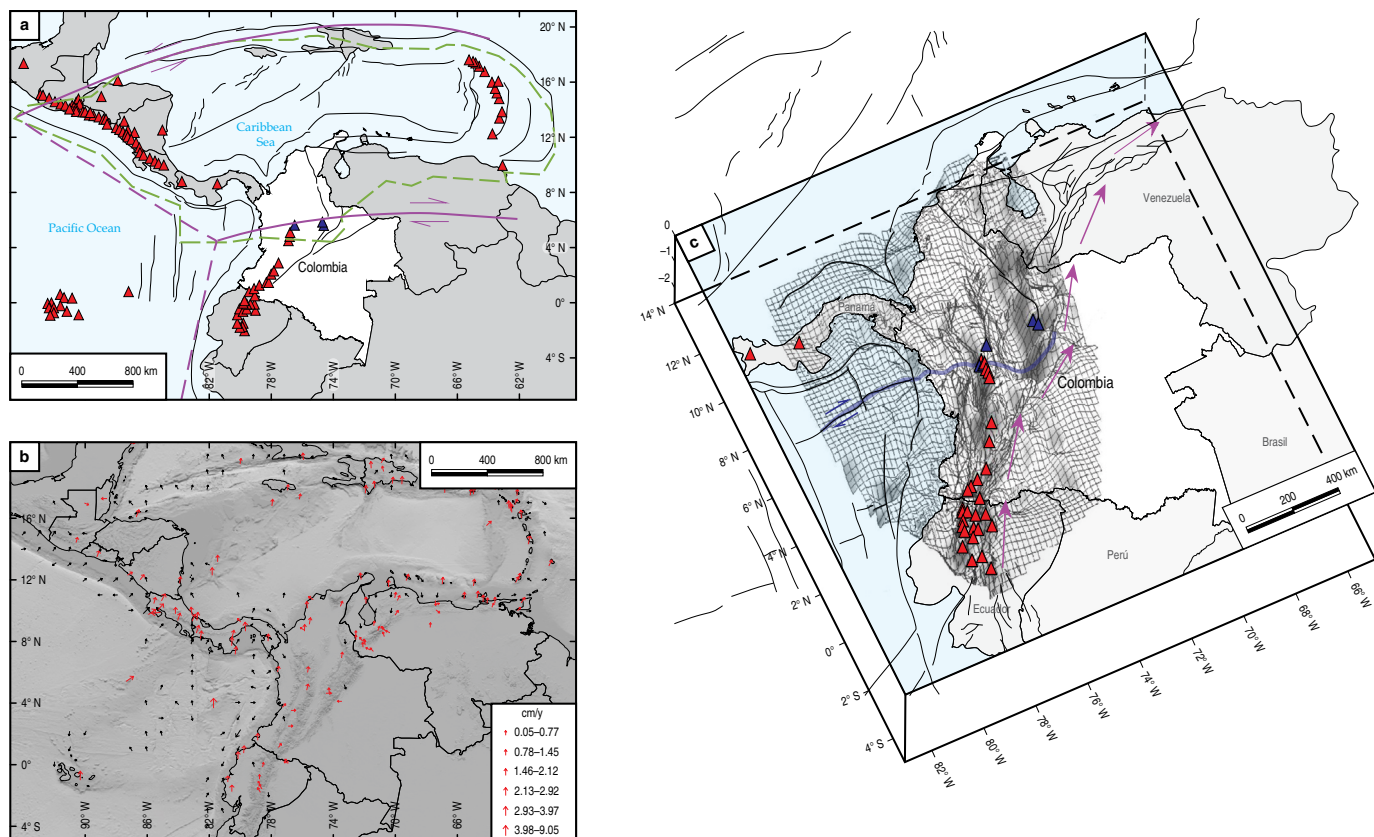 a
20° N
16° N
12° N
8° N
4° N
0°
4° S
Caribbean
Sea
Pacific Ocean
Colombia
0 400 800 km
82° W
78° W
74° W
70° W
66° W
62° W
b
0 400 800 km
16° N
12° N
8° N
4° N
0°
4° S
90° W
86° W
82° W
78° W
74° W
70° W
66° W
cm/y
0.05–0.77
0.78–1.45
1.46–2.12
2.13–2.92
2.93–3.97
3.98–9.05
c
0
–1
–2
14° N
12° N
10° N
8° N
6° N
4° N
2° N
0°
2° S
4° S
82° W
80° W
78° W
76° W
74° W
72° W
70° W
68° W
66° W
Venezuela
Panamá
Colombia
Brasil
Perú
Ecuador
0 200 400 km